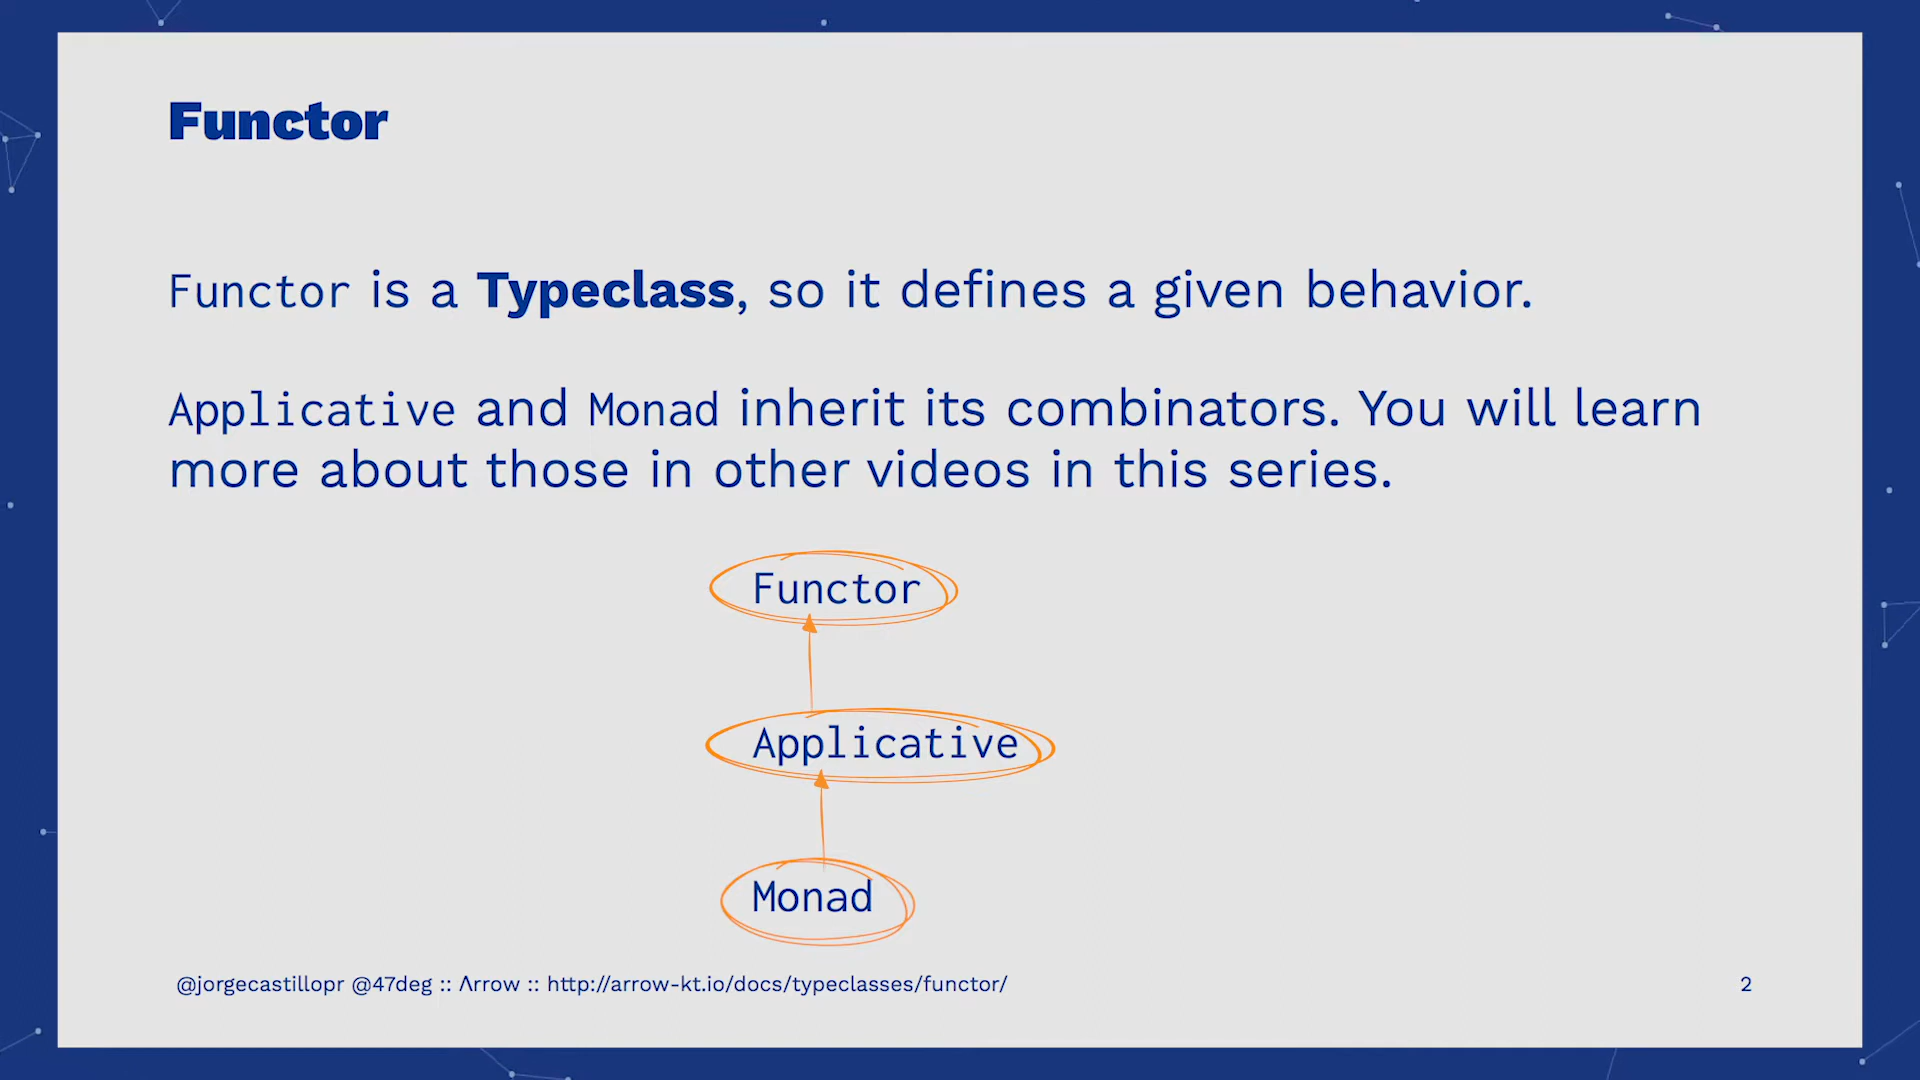 Functor
Functor is a Typeclass, so it defines a given behavior.
Applicative and Monad inherit its combinators. You will learn
more about those in other videos in this series.
Functor
Applicative
Monad
@jorgecastillopr @47deg :: Λrrow :: http://arrow-kt.io/docs/typeclasses/functor/
2